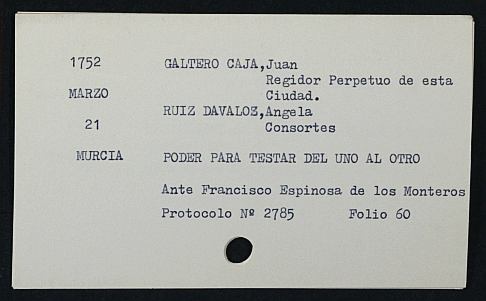 1752 GALTERO CAJA, Juan
Regidor Perpetuo de esta
MARZO Ciudad.
RUIZ DAVALOS, Angela
21 Consortes
MURCIA PODER PARA TESTAR DEL UNO AL OTRO
Ante Francisco Espinosa de los Monteros
Protocolo Nº 2785 Folio 60